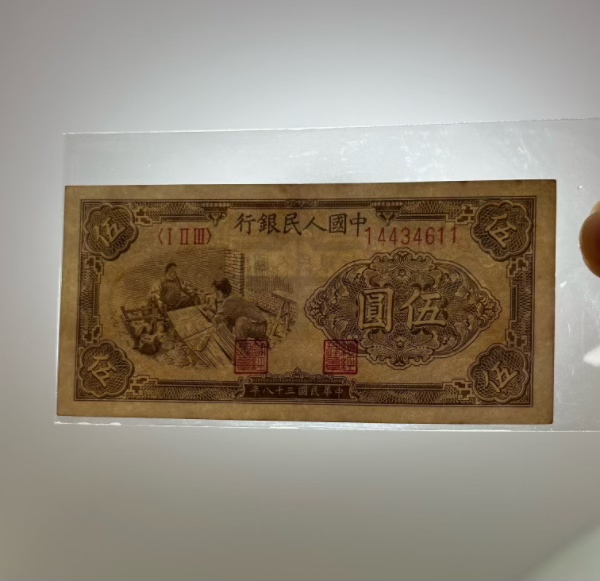 行銀民人國中
〈I II III〉
14434611
伍
伍
圓伍
伍
伍
年八十三國民華中